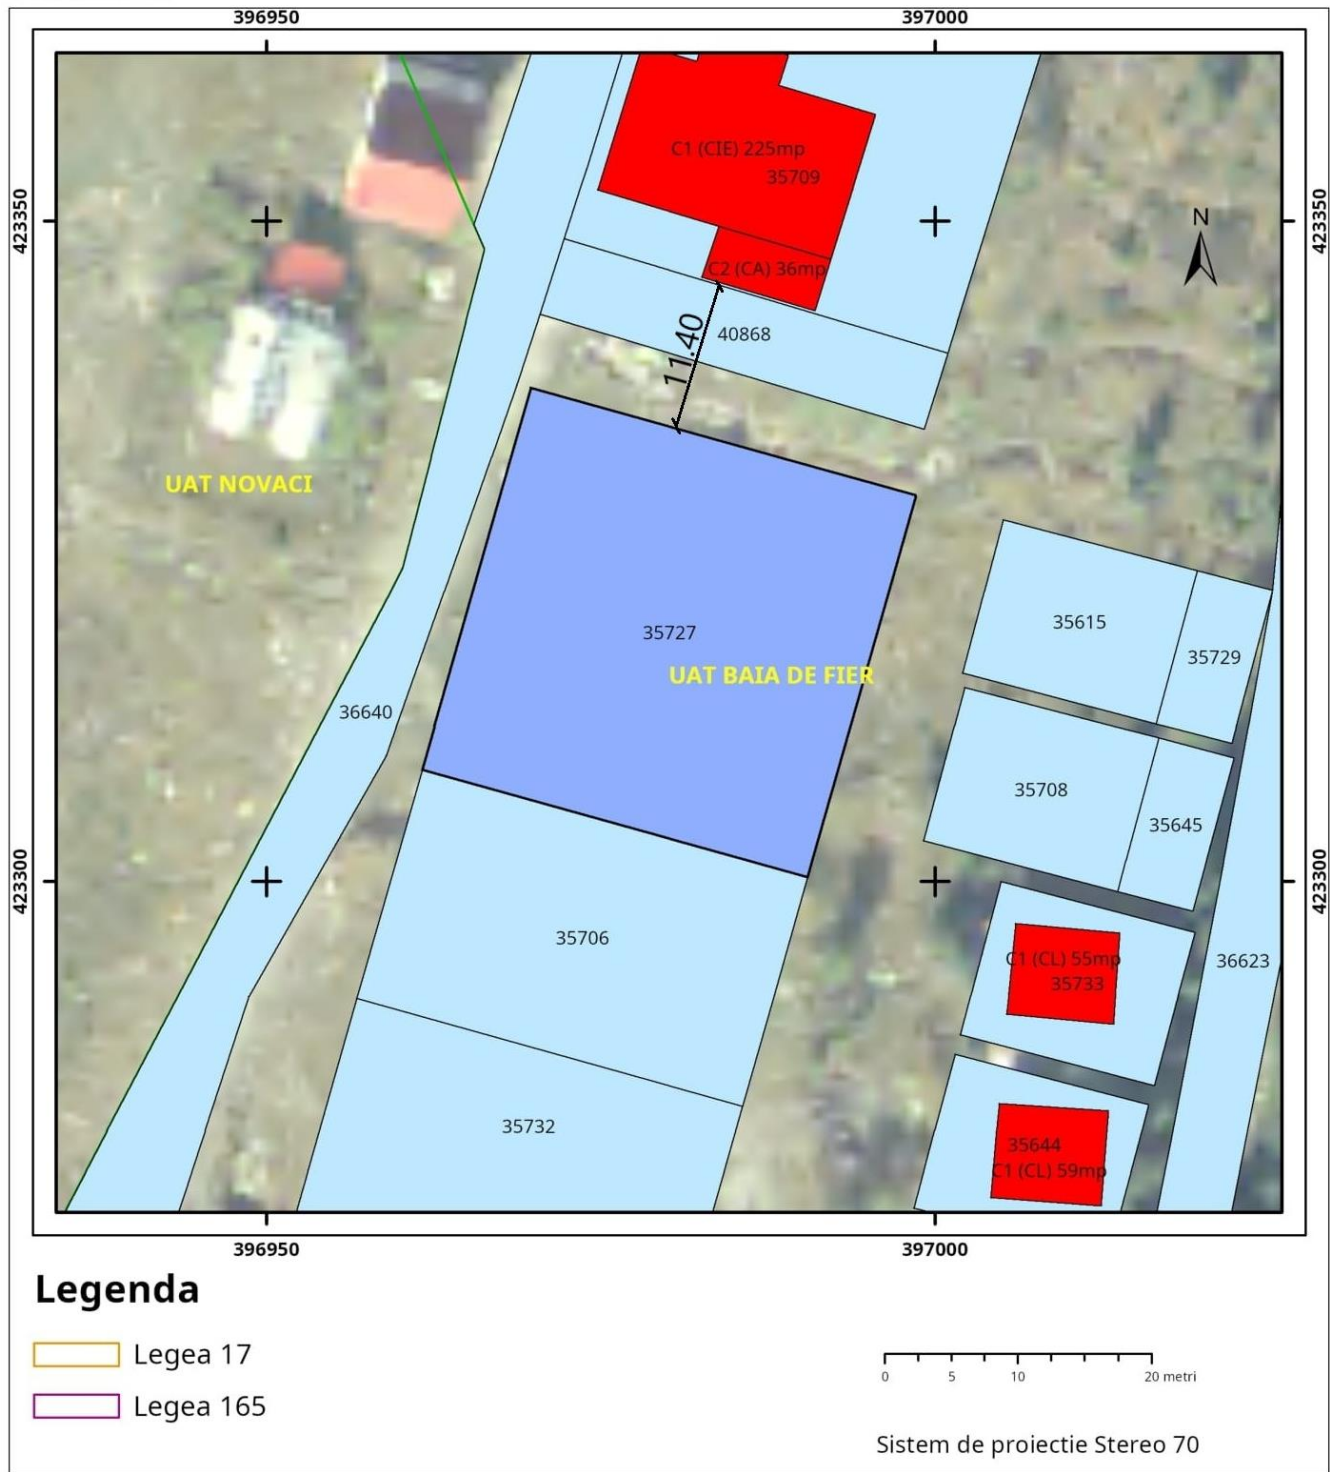 396950
397000
423350
423350
C1 (CIE) 225mp
35709
N
C2 (CA) 36mp
40868
11.40
UAT NOVACI
35727
35615
35729
UAT BAIA DE FIER
36640
35708
35645
423300
423300
35706
C1 (CL) 55mp
35733
36623
35732
35644
C1 (CL) 59mp
396950
397000
Legenda
Legea 17
Legea 165
0 5 10 20 metri
Sistem de proiectie Stereo 70